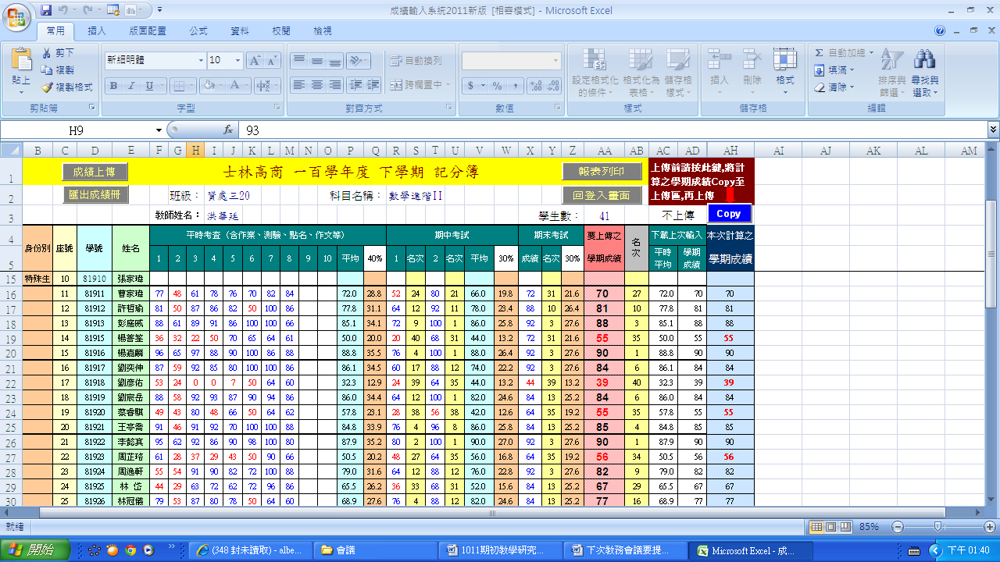 成績輸入系統2011新版 [相容模式] - Microsoft Excel
常用 插入 版面配置 公式 資料 校閱 檢視
貼上 剪下 複製 複製格式 剪貼簿
新細明體 10 B I U 中 字型
自動換列 跨欄置中 對齊方式
$ % , 數值
設定格式化的條件 格式化為表格 儲存格樣式 樣式
插入 刪除 格式 儲存格
Σ 自動加總 填滿 清除 排序與篩選 尋找與選取 編輯
H9 fx 93
B C D E F G H I J K L M N O P Q R S T U V W X Y Z AA AB AC AD AH AI AJ AK AL AM
1 成績上傳 士林高商 一百學年度 下學期 記分簿 報表列印 上傳前請按此鍵,將計算之學期成績Copy至上傳區,再上傳
2 匯出成績冊 班級： 資處三20 科目名稱： 數學進階II 回登入畫面
3 教師姓名： 洪華廷 學生數： 41 不上傳 Copy
4 身份別 座號 學號 姓名 平時考查（含作業、測驗、點名、作文等） 期中考試 期末考試 要上傳之學期成績 名次 下載上次輸入 本次計算之學期成績
5 1 2 3 4 5 6 7 8 9 10 平均 40% 1 名次 2 名次 平均 30% 成績 名次 30% 平時平均 學期成績
15 特殊生 10 81910 張家瑋
16 11 81911 曹家瑋 77 48 61 78 76 70 82 84 72.0 28.8 52 24 80 21 66.0 19.8 72 31 21.6 70 27 72.0 70 70
17 12 81912 許哲瑜 81 50 87 86 82 50 100 86 77.8 31.1 64 12 92 11 78.0 23.4 88 10 26.4 81 10 77.8 81 81
18 13 81913 彭庭威 88 61 89 91 86 100 100 66 85.1 34.1 72 9 100 1 86.0 25.8 92 3 27.6 88 3 85.1 88 88
19 14 81915 楊善筌 36 32 22 50 70 65 64 61 50.0 20.0 20 40 68 31 44.0 13.2 72 31 21.6 55 35 50.0 55 55
20 15 81916 楊嘉麟 96 65 97 88 90 100 86 88 88.8 35.5 76 4 100 1 88.0 26.4 92 3 27.6 90 1 88.8 90 90
21 16 81917 劉奕伸 87 59 92 85 80 100 100 86 86.1 34.5 60 17 88 12 74.0 22.2 92 3 27.6 84 6 86.1 84 84
22 17 81918 劉彥佑 53 24 0 0 7 50 64 60 32.3 12.9 24 39 64 35 44.0 13.2 44 39 13.2 39 40 32.3 39 39
23 18 81919 劉宸岳 88 58 92 93 87 90 94 86 86.0 34.4 64 12 100 1 82.0 24.6 84 13 25.2 84 6 86.0 84 84
24 19 81920 蔡睿騏 49 43 80 48 66 50 64 62 57.8 23.1 28 38 56 38 42.0 12.6 64 35 19.2 55 35 57.8 55 55
25 20 81921 王亭喬 91 46 91 92 70 100 100 88 84.8 33.9 76 4 96 8 86.0 25.8 84 13 25.2 85 4 84.8 85 85
26 21 81922 李懿真 95 62 92 86 90 98 100 80 87.9 35.2 80 2 100 1 90.0 27.0 92 3 27.6 90 1 87.9 90 90
27 22 81923 周芷瑢 61 28 37 29 43 50 90 66 50.5 20.2 48 27 64 35 56.0 16.8 64 35 19.2 56 34 50.5 56 56
28 23 81924 周逸軒 55 54 91 90 82 72 100 88 79.0 31.6 64 12 88 12 76.0 22.8 92 3 27.6 82 9 79.0 82 82
29 24 81925 林 岱 44 29 63 72 62 72 96 86 65.5 26.2 36 33 68 31 52.0 15.6 84 13 25.2 67 29 65.5 67 67
30 25 81926 林冠儀 79 53 87 80 78 50 64 60 68.9 27.6 76 4 88 12 82.0 24.6 84 13 25.2 77 16 68.9 77 77
就緒 85%
開始 (348 封未讀取) - albe... 會議 1011期初教學研究... 下次教務會議要提... Microsoft Excel - 成... 下午 01:40